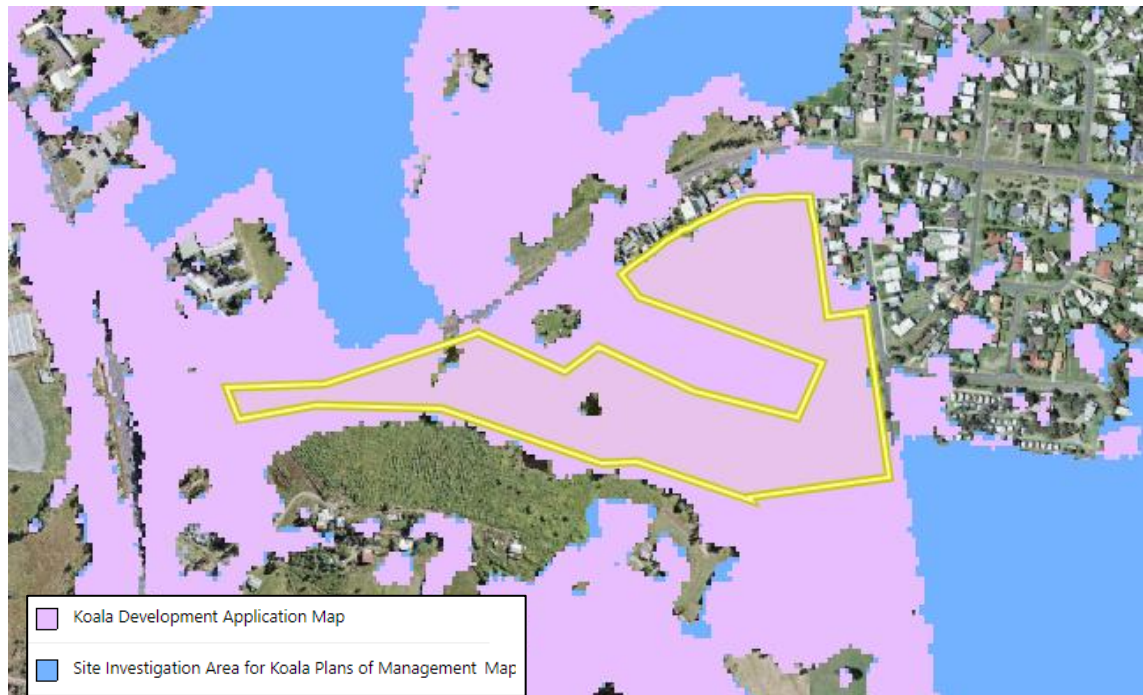 Koala Development Application Map
Site Investigation Area for Koala Plans of Management Map